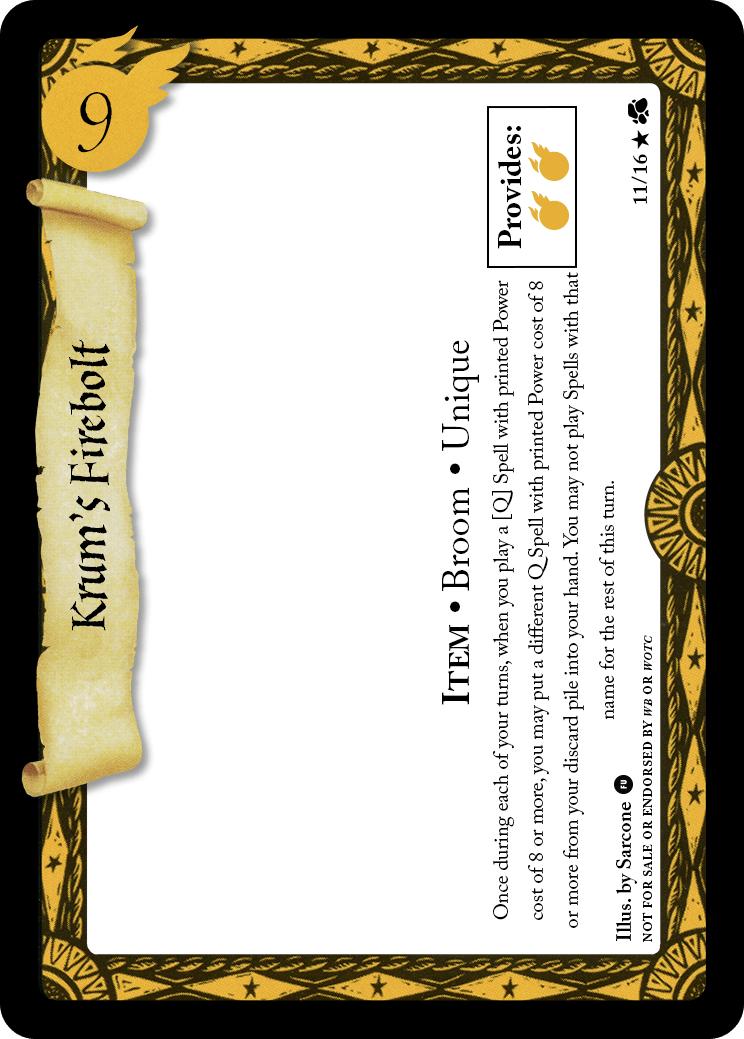 9
Krum's Firebolt
ITEM • Broom • Unique
Provides:
Once during each of your turns, when you play a [Q] Spell with printed Power
cost of 8 or more, you may put a different Q Spell with printed Power cost of 8
or more from your discard pile into your hand. You may not play Spells with that
name for the rest of this turn.
Illus. by Sarcone FU
NOT FOR SALE OR ENDORSED BY WB OR WOTC
11/16 ★